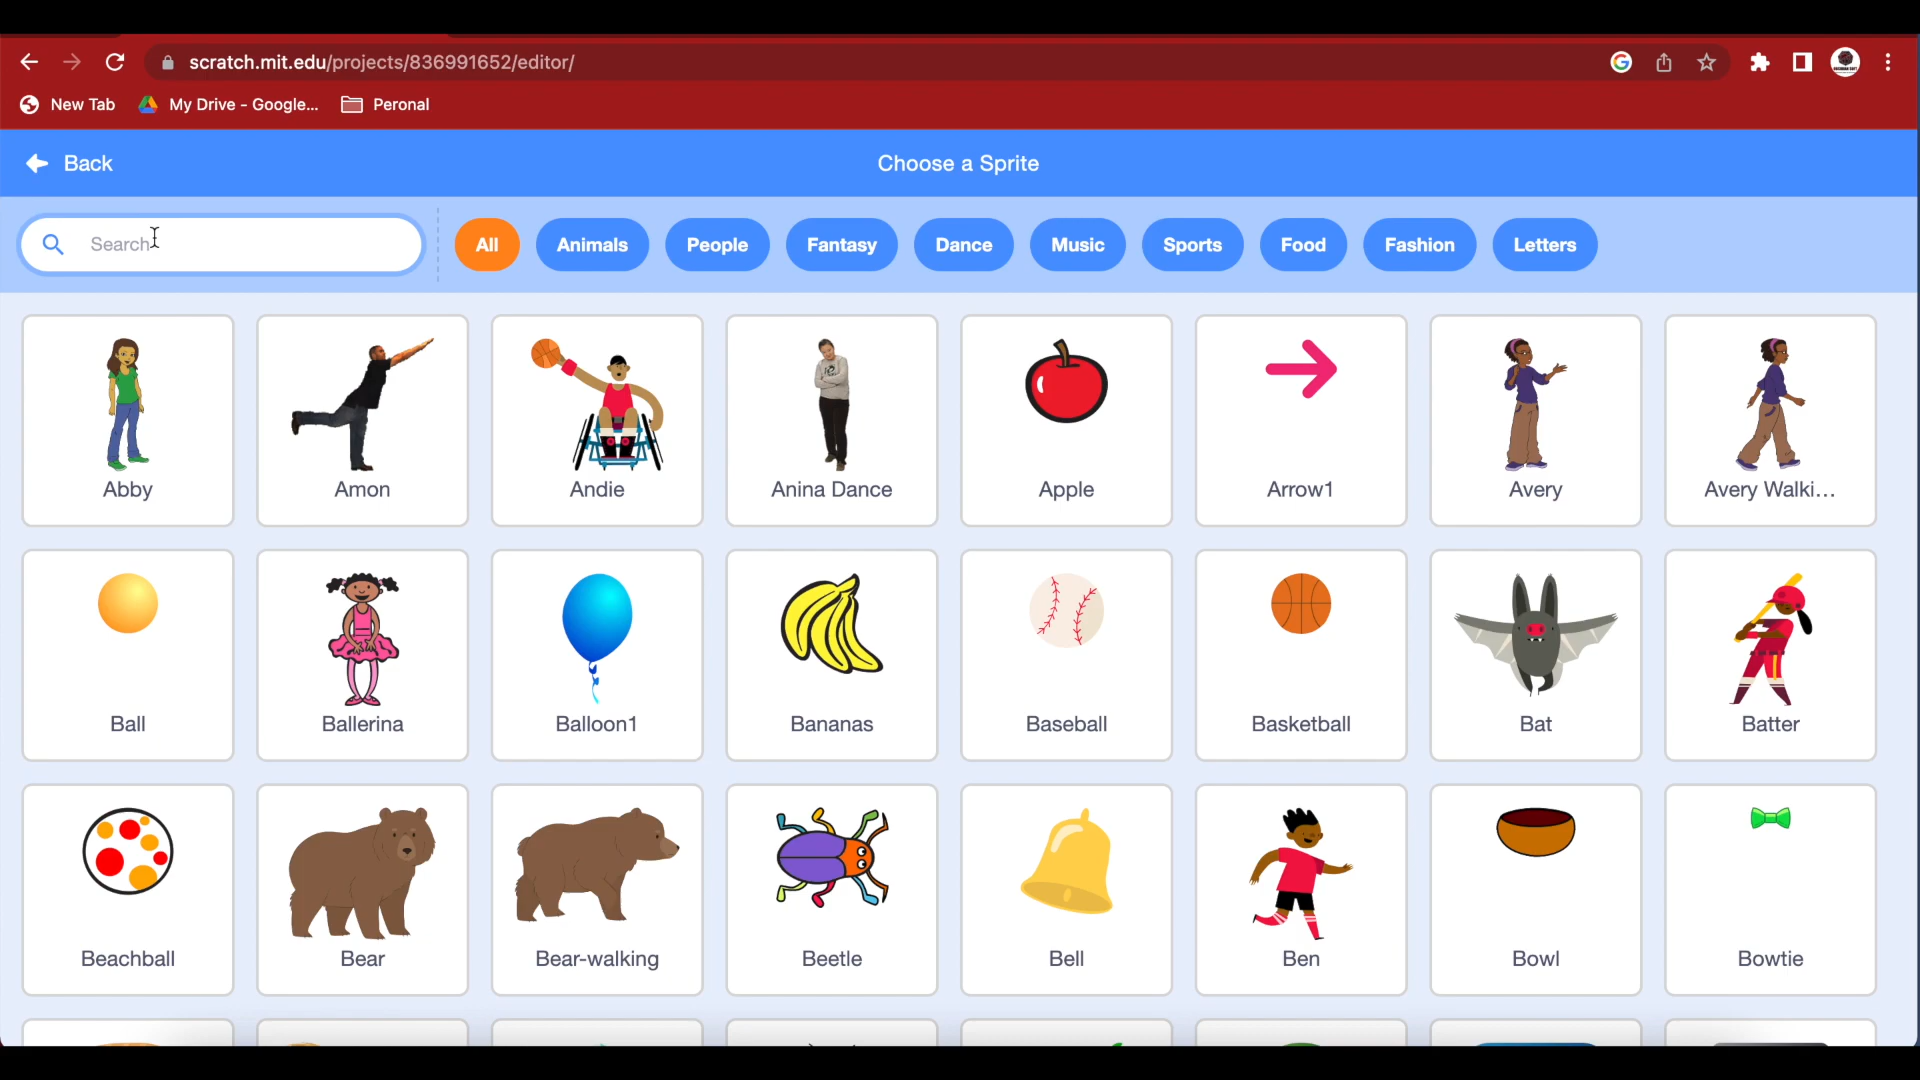 scratch.mit.edu/projects/836991652/editor/
New Tab My Drive - Google... Peronal
Back Choose a Sprite
Search All Animals People Fantasy Dance Music Sports Food Fashion Letters
Abby Amon Andie Anina Dance Apple Arrow1 Avery Avery Walki...
Ball Ballerina Balloon1 Bananas Baseball Basketball Bat Batter
Beachball Bear Bear-walking Beetle Bell Ben Bowl Bowtie